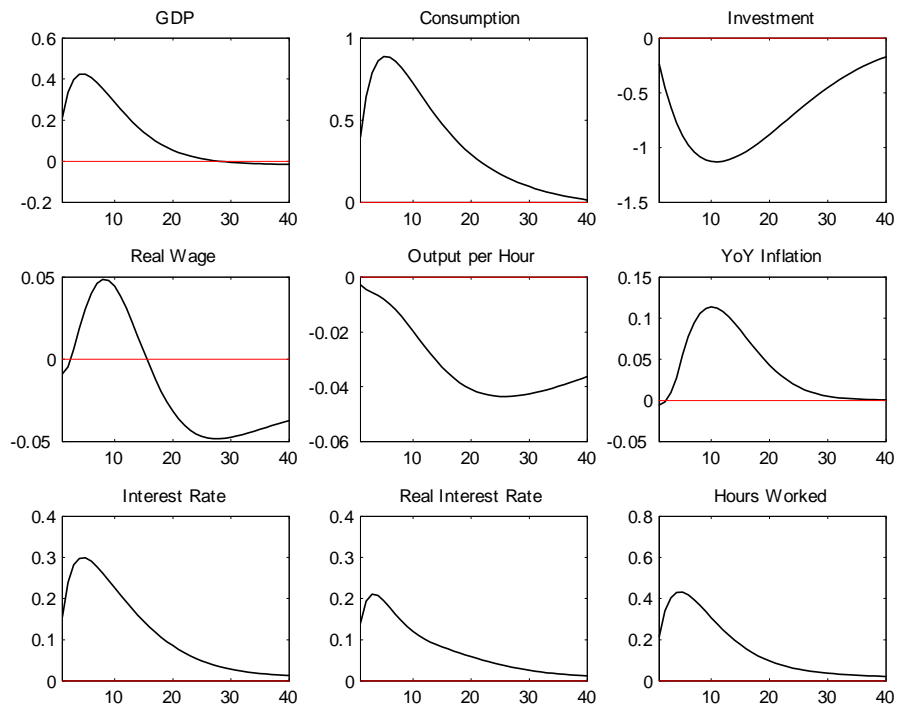 GDP
Consumption
Investment
0.6
0.4
0.2
0
-0.2
10 20 30 40
1
0.5
0
10 20 30 40
0
-0.5
-1
-1.5
10 20 30 40
Real Wage
Output per Hour
YoY Inflation
0.05
0
-0.05
10 20 30 40
0
-0.02
-0.04
-0.06
10 20 30 40
0.15
0.1
0.05
0
-0.05
10 20 30 40
Interest Rate
Real Interest Rate
Hours Worked
0.4
0.3
0.2
0.1
0
10 20 30 40
0.4
0.3
0.2
0.1
0
10 20 30 40
0.8
0.6
0.4
0.2
0
10 20 30 40